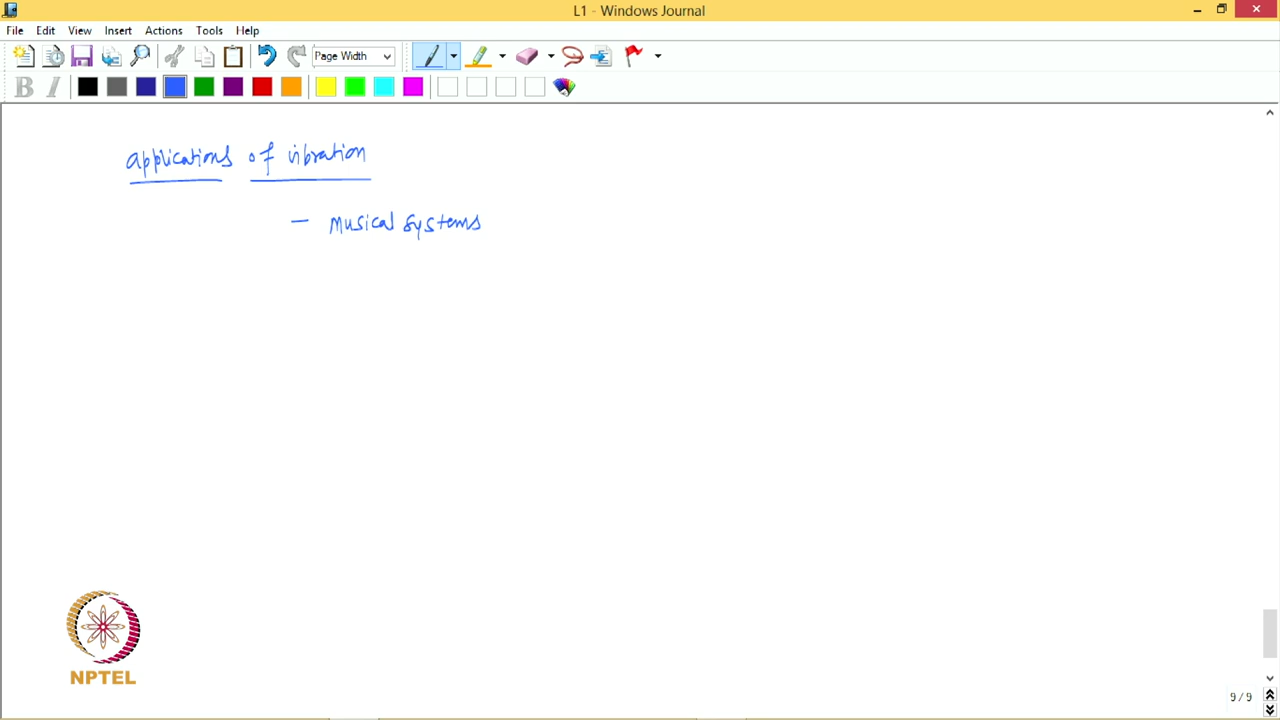 L1 - Windows Journal
File Edit View Insert Actions Tools Help
Page Width
B I
applications of vibration
— Musical systems
NPTEL
9 / 9